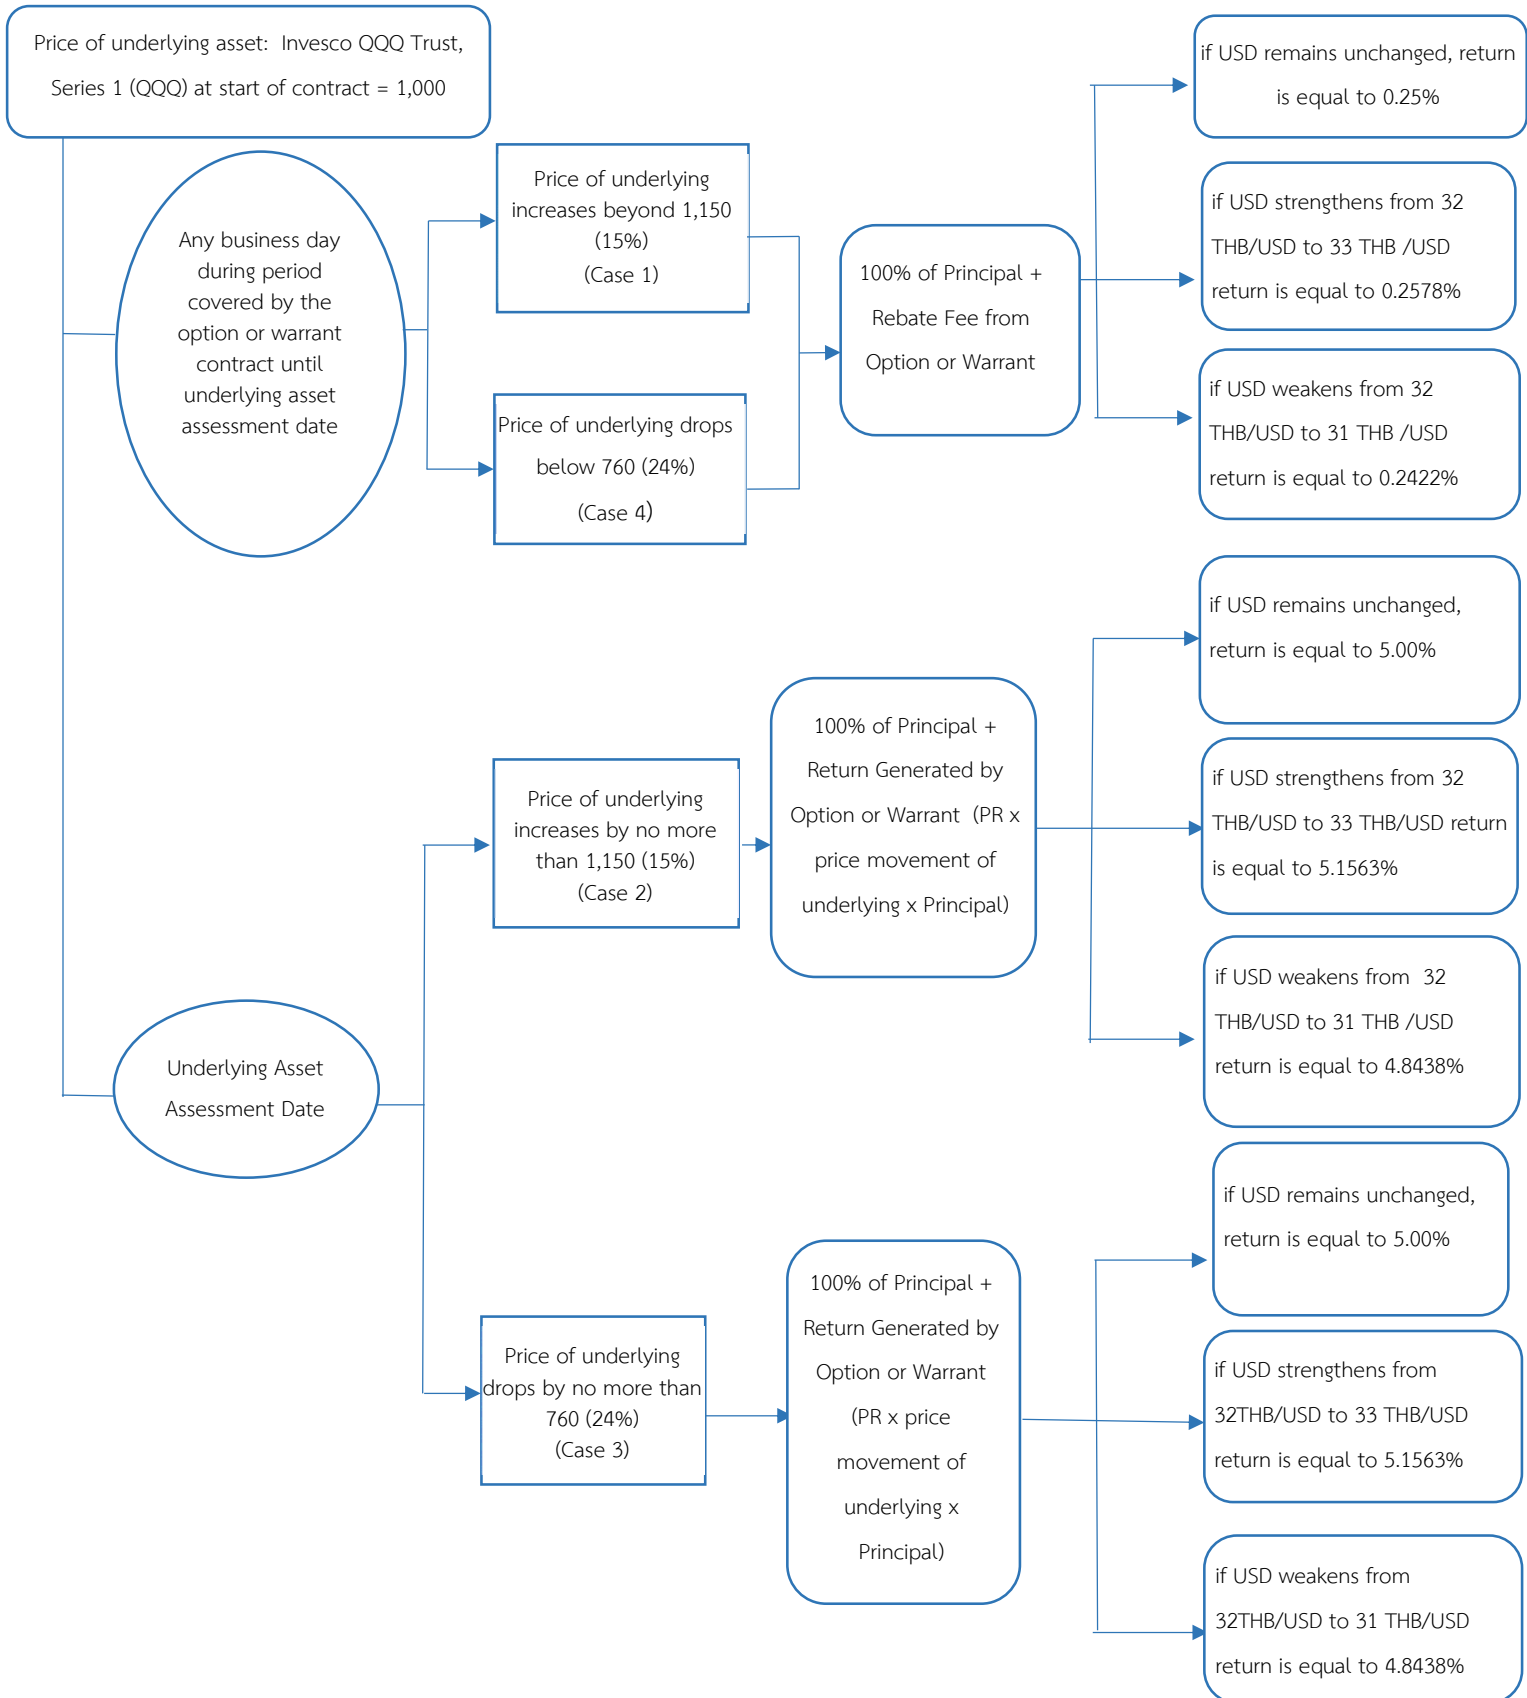 Price of underlying asset:  Invesco QQQ Trust,
Series 1 (QQQ) at start of contract = 1,000
Any business day
during period
covered by the
option or warrant
contract until
underlying asset
assessment date
Price of underlying
increases beyond 1,150
(15%)
(Case 1)
Price of underlying drops
below 760 (24%)
(Case 4)
100% of Principal +
Rebate Fee from
Option or Warrant
if USD remains unchanged, return
is equal to 0.25%
if USD strengthens from 32
THB/USD to 33 THB /USD
return is equal to 0.2578%
if USD weakens from 32
THB/USD to 31 THB /USD
return is equal to 0.2422%
Underlying Asset
Assessment Date
Price of underlying
increases by no more
than 1,150 (15%)
(Case 2)
100% of Principal +
Return Generated by
Option or Warrant  (PR x
price movement of
underlying x Principal)
if USD remains unchanged,
return is equal to 5.00%
if USD strengthens from 32
THB/USD to 33 THB/USD return
is equal to 5.1563%
if USD weakens from  32
THB/USD to 31 THB /USD
return is equal to 4.8438%
Price of underlying
drops by no more than
760 (24%)
(Case 3)
100% of Principal +
Return Generated by
Option or Warrant
(PR x price
movement of
underlying x
Principal)
if USD remains unchanged,
return is equal to 5.00%
if USD strengthens from
32THB/USD to 33 THB/USD
return is equal to 5.1563%
if USD weakens from
32THB/USD to 31 THB/USD
return is equal to 4.8438%